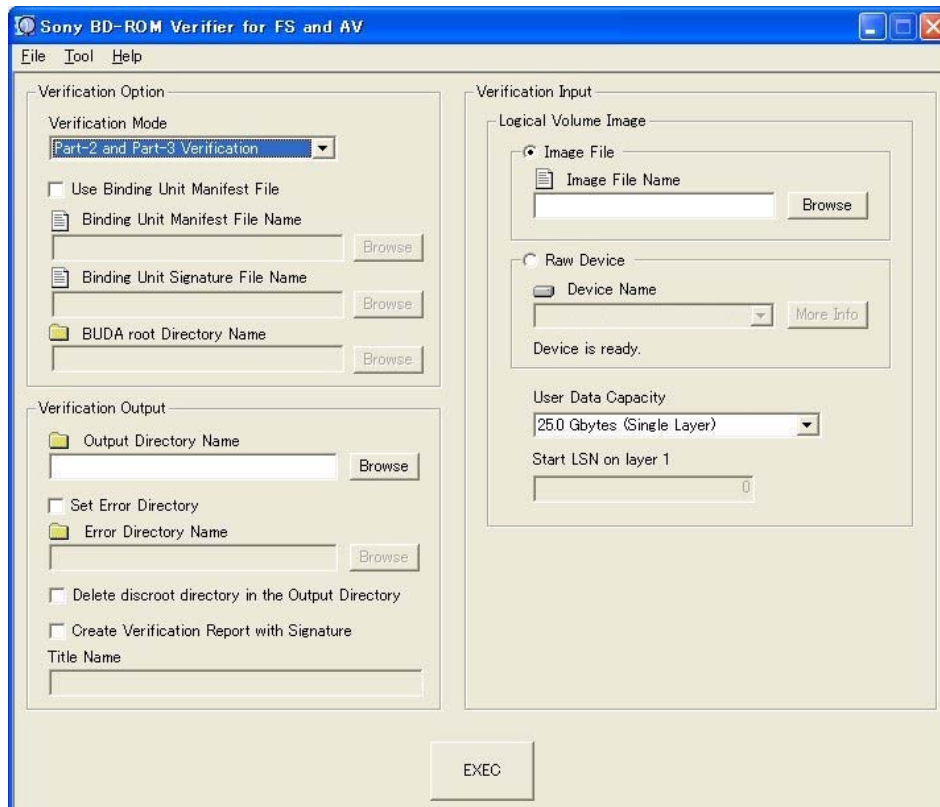 Sony BD-ROM Verifier for FS and AV
File Tool Help
Verification Option
Verification Mode
Part-2 and Part-3 Verification
Use Binding Unit Manifest File
Binding Unit Manifest File Name
Browse
Binding Unit Signature File Name
Browse
BUDA root Directory Name
Browse
Verification Output
Output Directory Name
Browse
Set Error Directory
Error Directory Name
Browse
Delete discroot directory in the Output Directory
Create Verification Report with Signature
Title Name
Verification Input
Logical Volume Image
Image File
Image File Name
Browse
Raw Device
Device Name
More Info
Device is ready.
User Data Capacity
25.0 Gbytes (Single Layer)
Start LSN on layer 1
0
EXEC